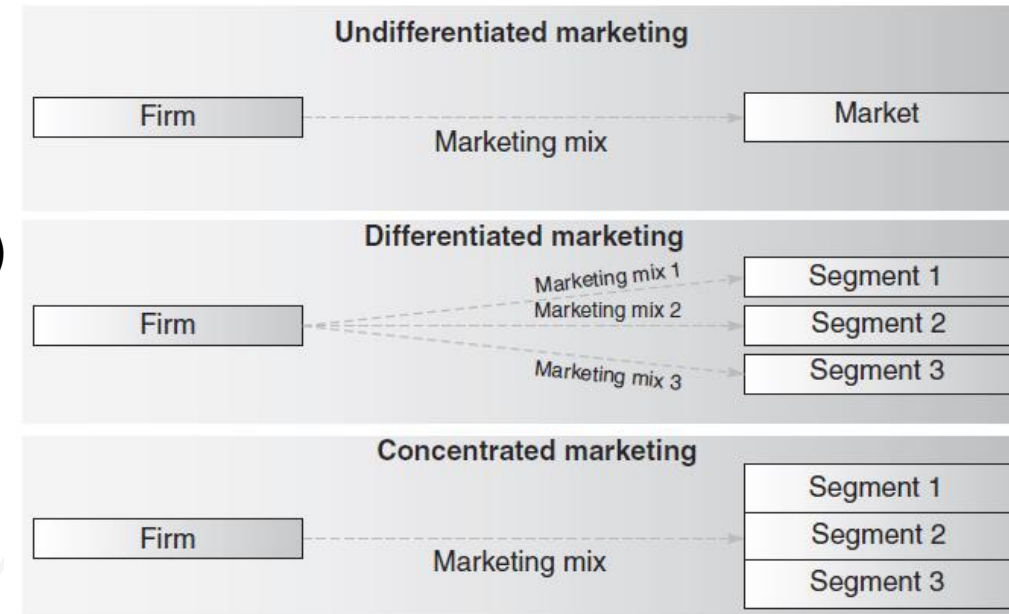 Undifferentiated marketing
Firm
Marketing mix
Market
Differentiated marketing
Firm
Marketing mix 1
Marketing mix 2
Marketing mix 3
Segment 1
Segment 2
Segment 3
Concentrated marketing
Firm
Marketing mix
Segment 1
Segment 2
Segment 3